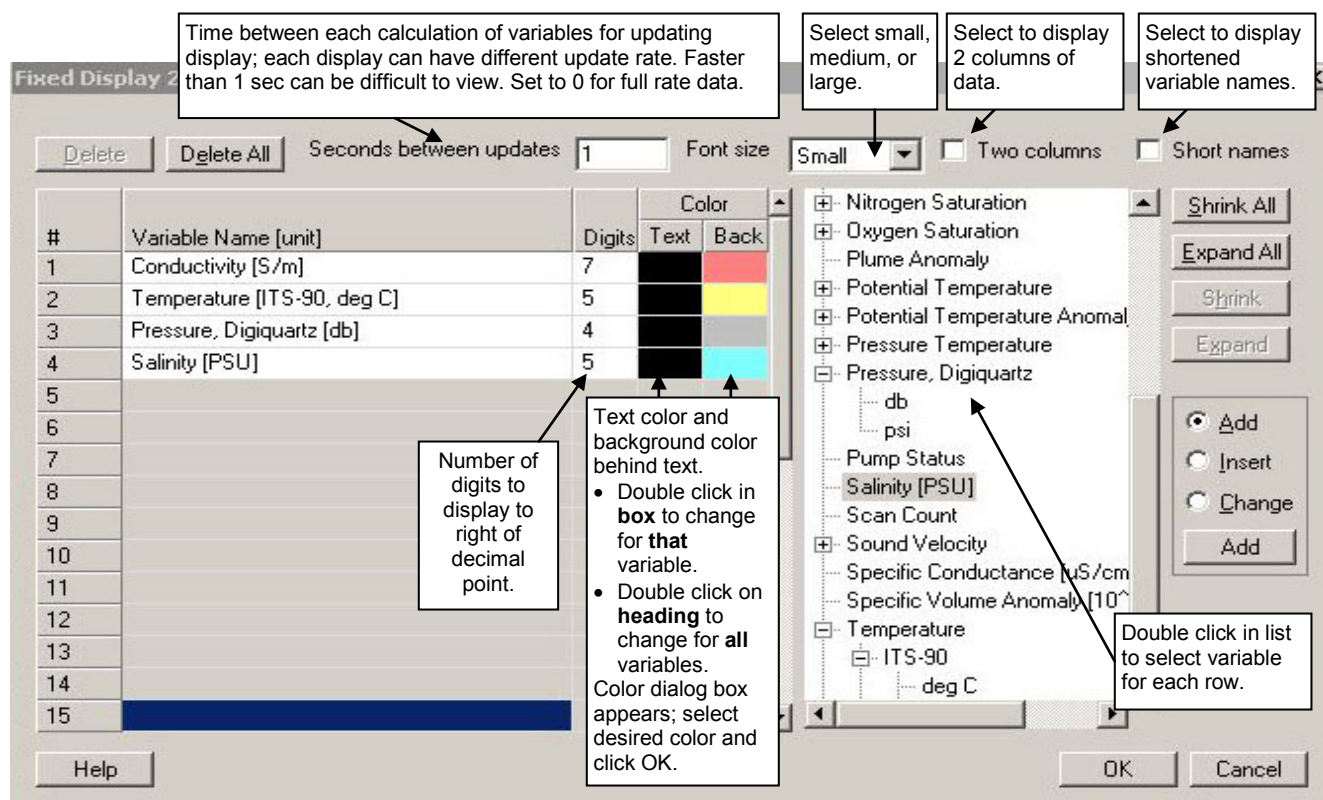 Time between each calculation of variables for updating
display; each display can have different update rate. Faster
than 1 sec can be difficult to view. Set to 0 for full rate data.
Select small,
medium, or
large.
Select to display
2 columns of
data.
Select to display
shortened
variable names.
Fixed Display 2
Delete
Delete All
Seconds between updates
1
Font size
Small
Two columns
Short names
#
Variable Name [unit]
Digits
Color
Text
Back
1
Conductivity [S/m]
7
2
Temperature [ITS-90, deg C]
5
3
Pressure, Digiquartz [db]
4
4
Salinity [PSU]
5
5
6
7
8
9
10
11
12
13
14
15
Number of
digits to
display to
right of
decimal
point.
Text color and
background color
behind text.
• Double click in
box to change
for that
variable.
• Double click on
heading to
change for all
variables.
Color dialog box
appears; select
desired color and
click OK.
Nitrogen Saturation
Oxygen Saturation
Plume Anomaly
Potential Temperature
Potential Temperature Anomal
Pressure Temperature
Pressure, Digiquartz
db
psi
Pump Status
Salinity [PSU]
Scan Count
Sound Velocity
Specific Conductance [uS/cm
Specific Volume Anomaly [10^
Temperature
ITS-90
deg C
Shrink All
Expand All
Shrink
Expand
Add
Insert
Change
Add
Double click in list
to select variable
for each row.
Help
OK
Cancel